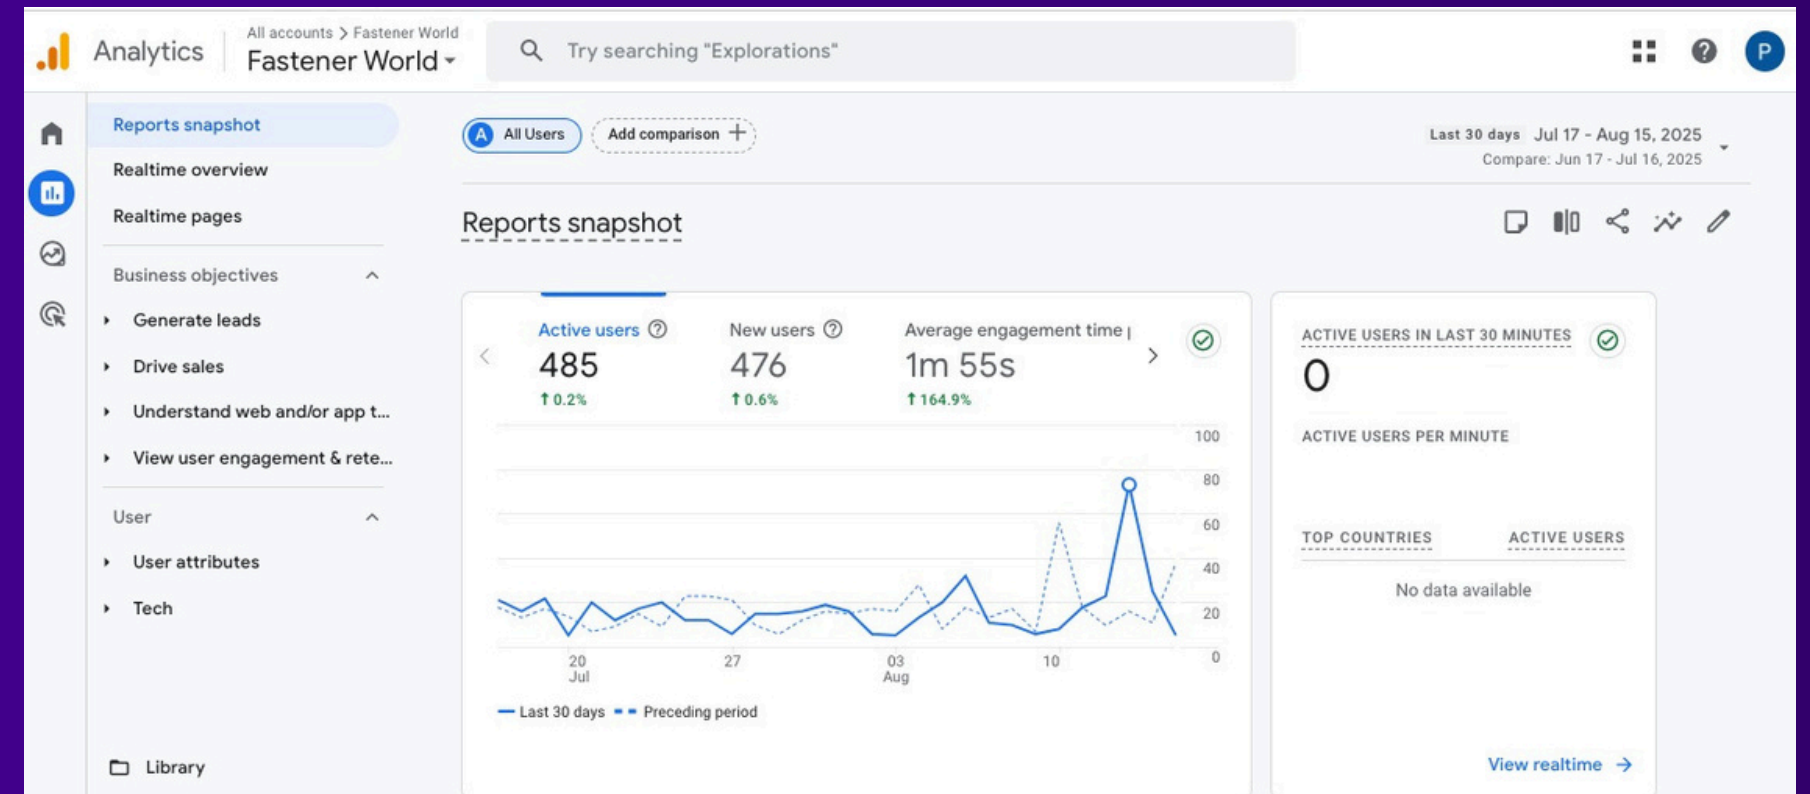 Analytics
All accounts > Fastener World
Fastener World
Try searching "Explorations"
P
Reports snapshot
Realtime overview
Realtime pages
Business objectives
Generate leads
Drive sales
Understand web and/or app t...
View user engagement & rete...
User
User attributes
Tech
Library
A All Users
Add comparison +
Last 30 days Jul 17 - Aug 15, 2025
Compare: Jun 17 - Jul 16, 2025
Reports snapshot
Active users
485
↑ 0.2%
New users
476
↑ 0.6%
Average engagement time
1m 55s
↑ 164.9%
100
80
60
40
20
0
20 Jul
27
03 Aug
10
Last 30 days
Preceding period
ACTIVE USERS IN LAST 30 MINUTES
0
ACTIVE USERS PER MINUTE
TOP COUNTRIES ACTIVE USERS
No data available
View realtime →